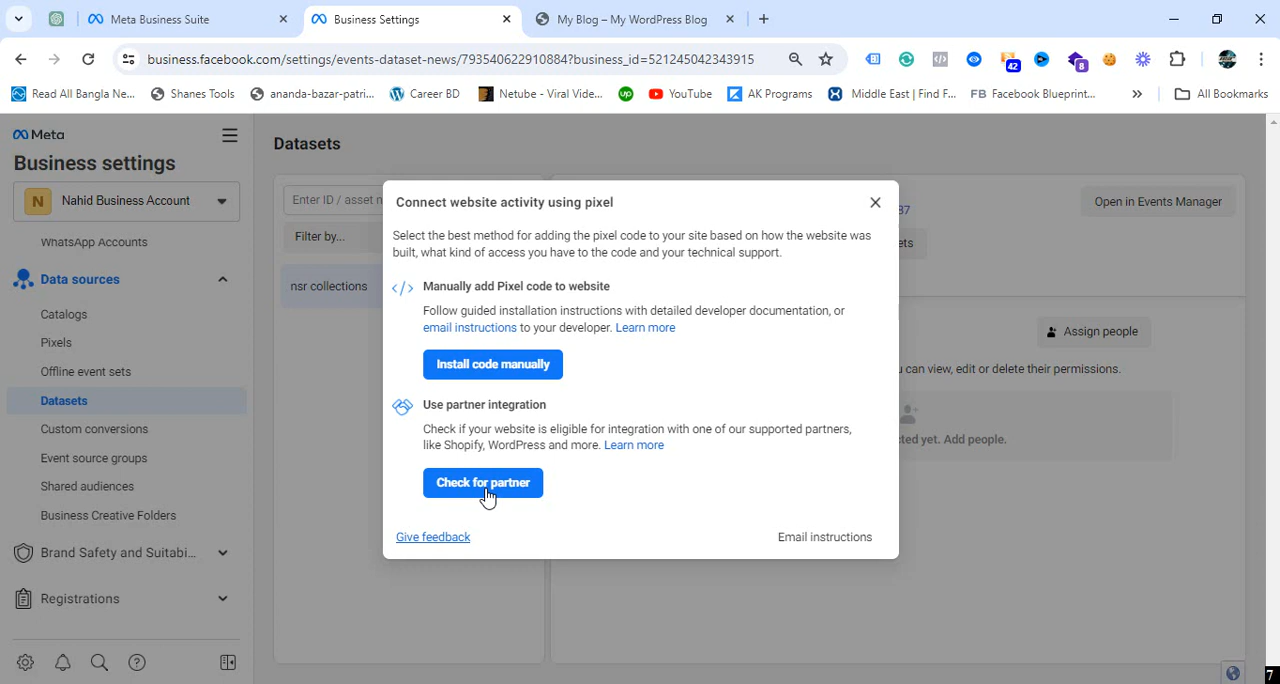 Meta Business Suite
Business Settings
My Blog – My WordPress Blog
business.facebook.com/settings/events-dataset-news/793540622910884?business_id=521245042343915
42
8
Read All Bangla Ne...
Shanes Tools
ananda-bazar-patri...
Career BD
Netube - Viral Vide...
up
YouTube
AK Programs
Middle East | Find F...
FB Facebook Blueprint...
»
All Bookmarks
Meta
Business settings
N Nahid Business Account
WhatsApp Accounts
Data sources
Catalogs
Pixels
Offline event sets
Datasets
Custom conversions
Event source groups
Shared audiences
Business Creative Folders
Brand Safety and Suitabi...
Registrations
Datasets
Enter ID / asset n
Filter by...
nsr collections
87
Open in Events Manager
ets
Assign people
u can view, edit or delete their permissions.
cted yet. Add people.
Connect website activity using pixel
Select the best method for adding the pixel code to your site based on how the website was
built, what kind of access you have to the code and your technical support.
</> Manually add Pixel code to website
Follow guided installation instructions with detailed developer documentation, or
email instructions to your developer. Learn more
Install code manually
Use partner integration
Check if your website is eligible for integration with one of our supported partners,
like Shopify, WordPress and more. Learn more
Check for partner
Give feedback
Email instructions
7